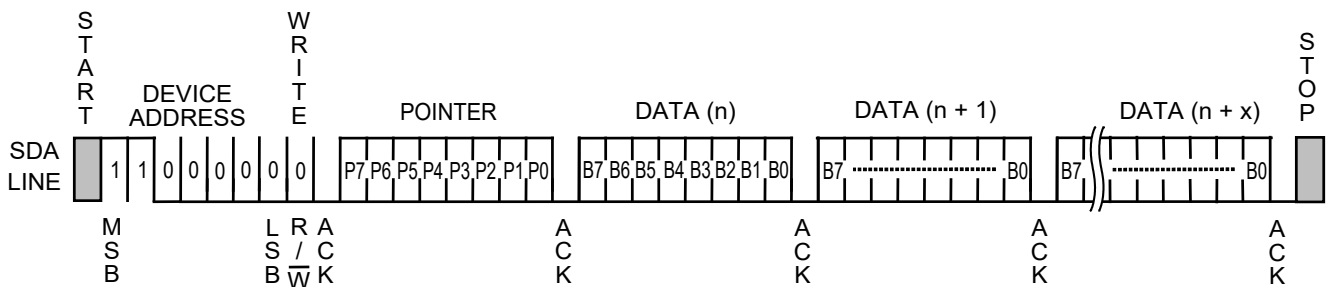 START
WRITE
STOP
DEVICE
ADDRESS
POINTER
DATA (n)
DATA (n + 1)
DATA (n + x)
SDA
LINE
1 1 0 0 0 0 0 0
P7 P6 P5 P4 P3 P2 P1 P0
B7 B6 B5 B4 B3 B2 B1 B0
B7 B0
B7 B0
MSB
LSB
R/W
ACK
ACK
ACK
ACK
ACK